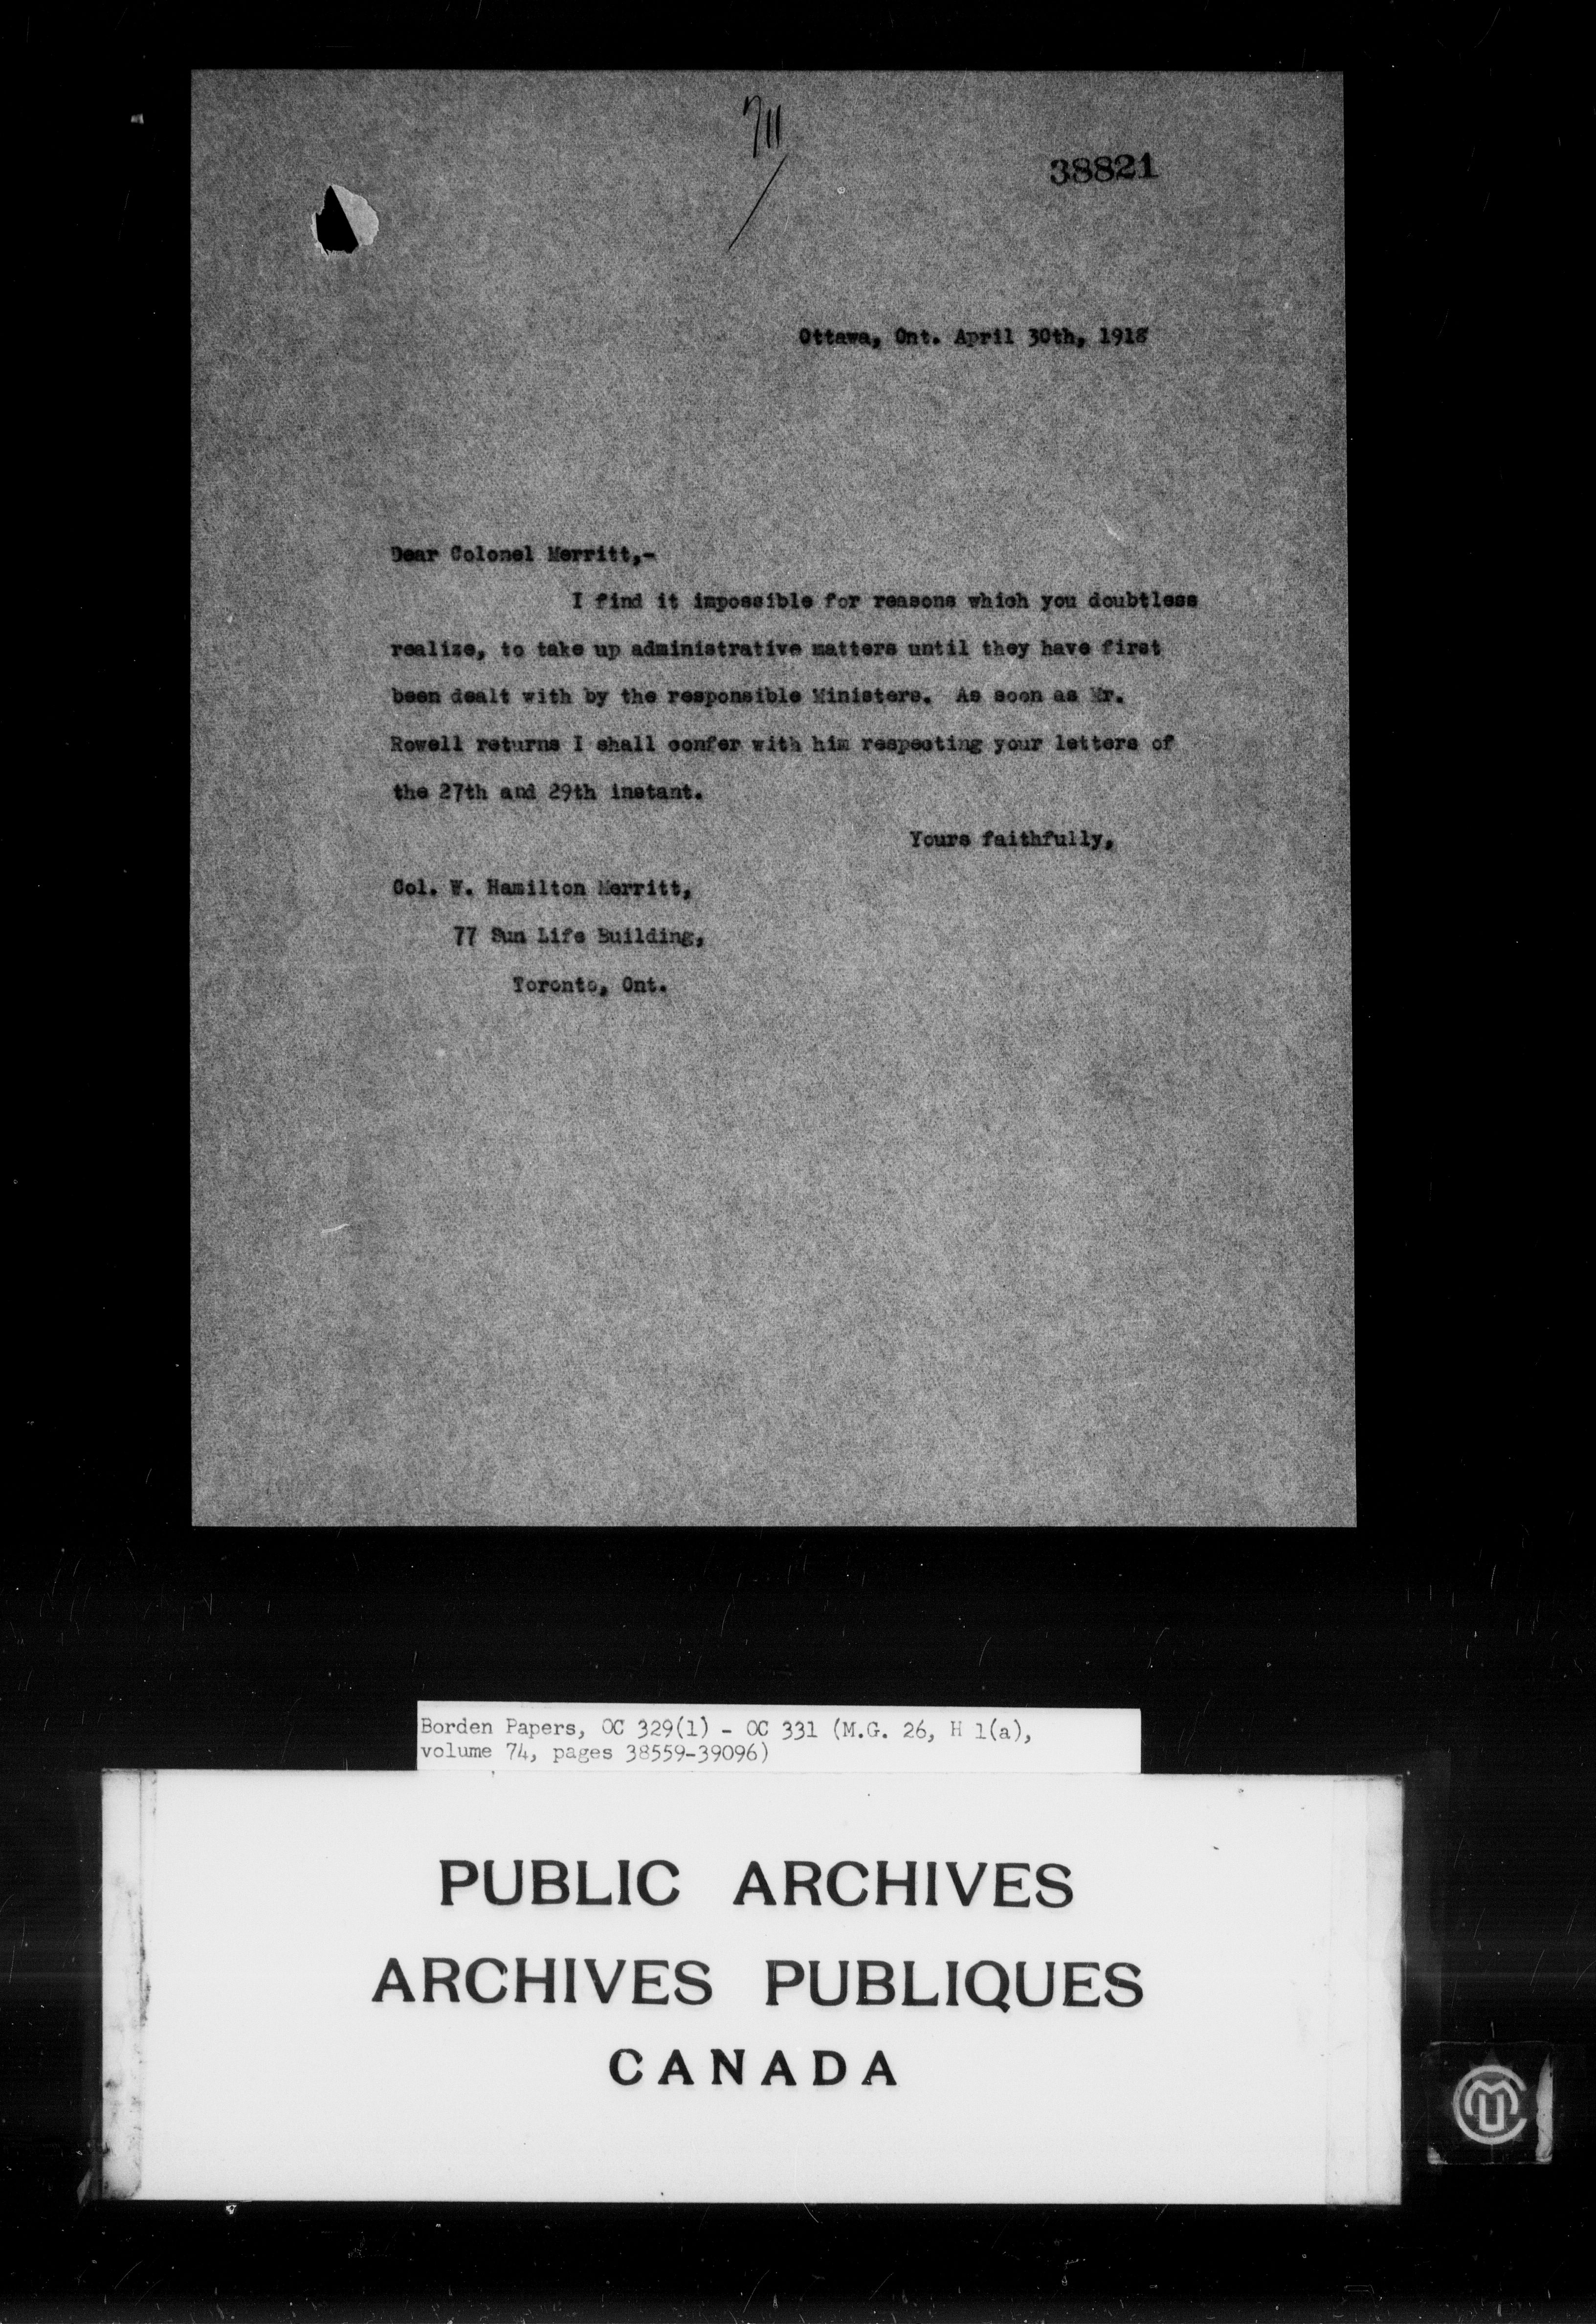 711
38821
Ottawa, Ont. April 30th, 1918
Dear Colonel Merritt,-
I find it impossible for reasons which you doubtless
realize, to take up administrative matters until they have first
been dealt with by the responsible Ministers. As soon as Mr.
Rowell returns I shall confer with him respecting your letters of
the 27th and 29th instant.
Yours faithfully,
Col. W. Hamilton Merritt,
77 Sun Life Building,
Toronto, Ont.
Borden Papers, OC 329(1) - OC 331 (M.G. 26, H 1(a),
volume 74, pages 38559-39096)
PUBLIC ARCHIVES
ARCHIVES PUBLIQUES
CANADA